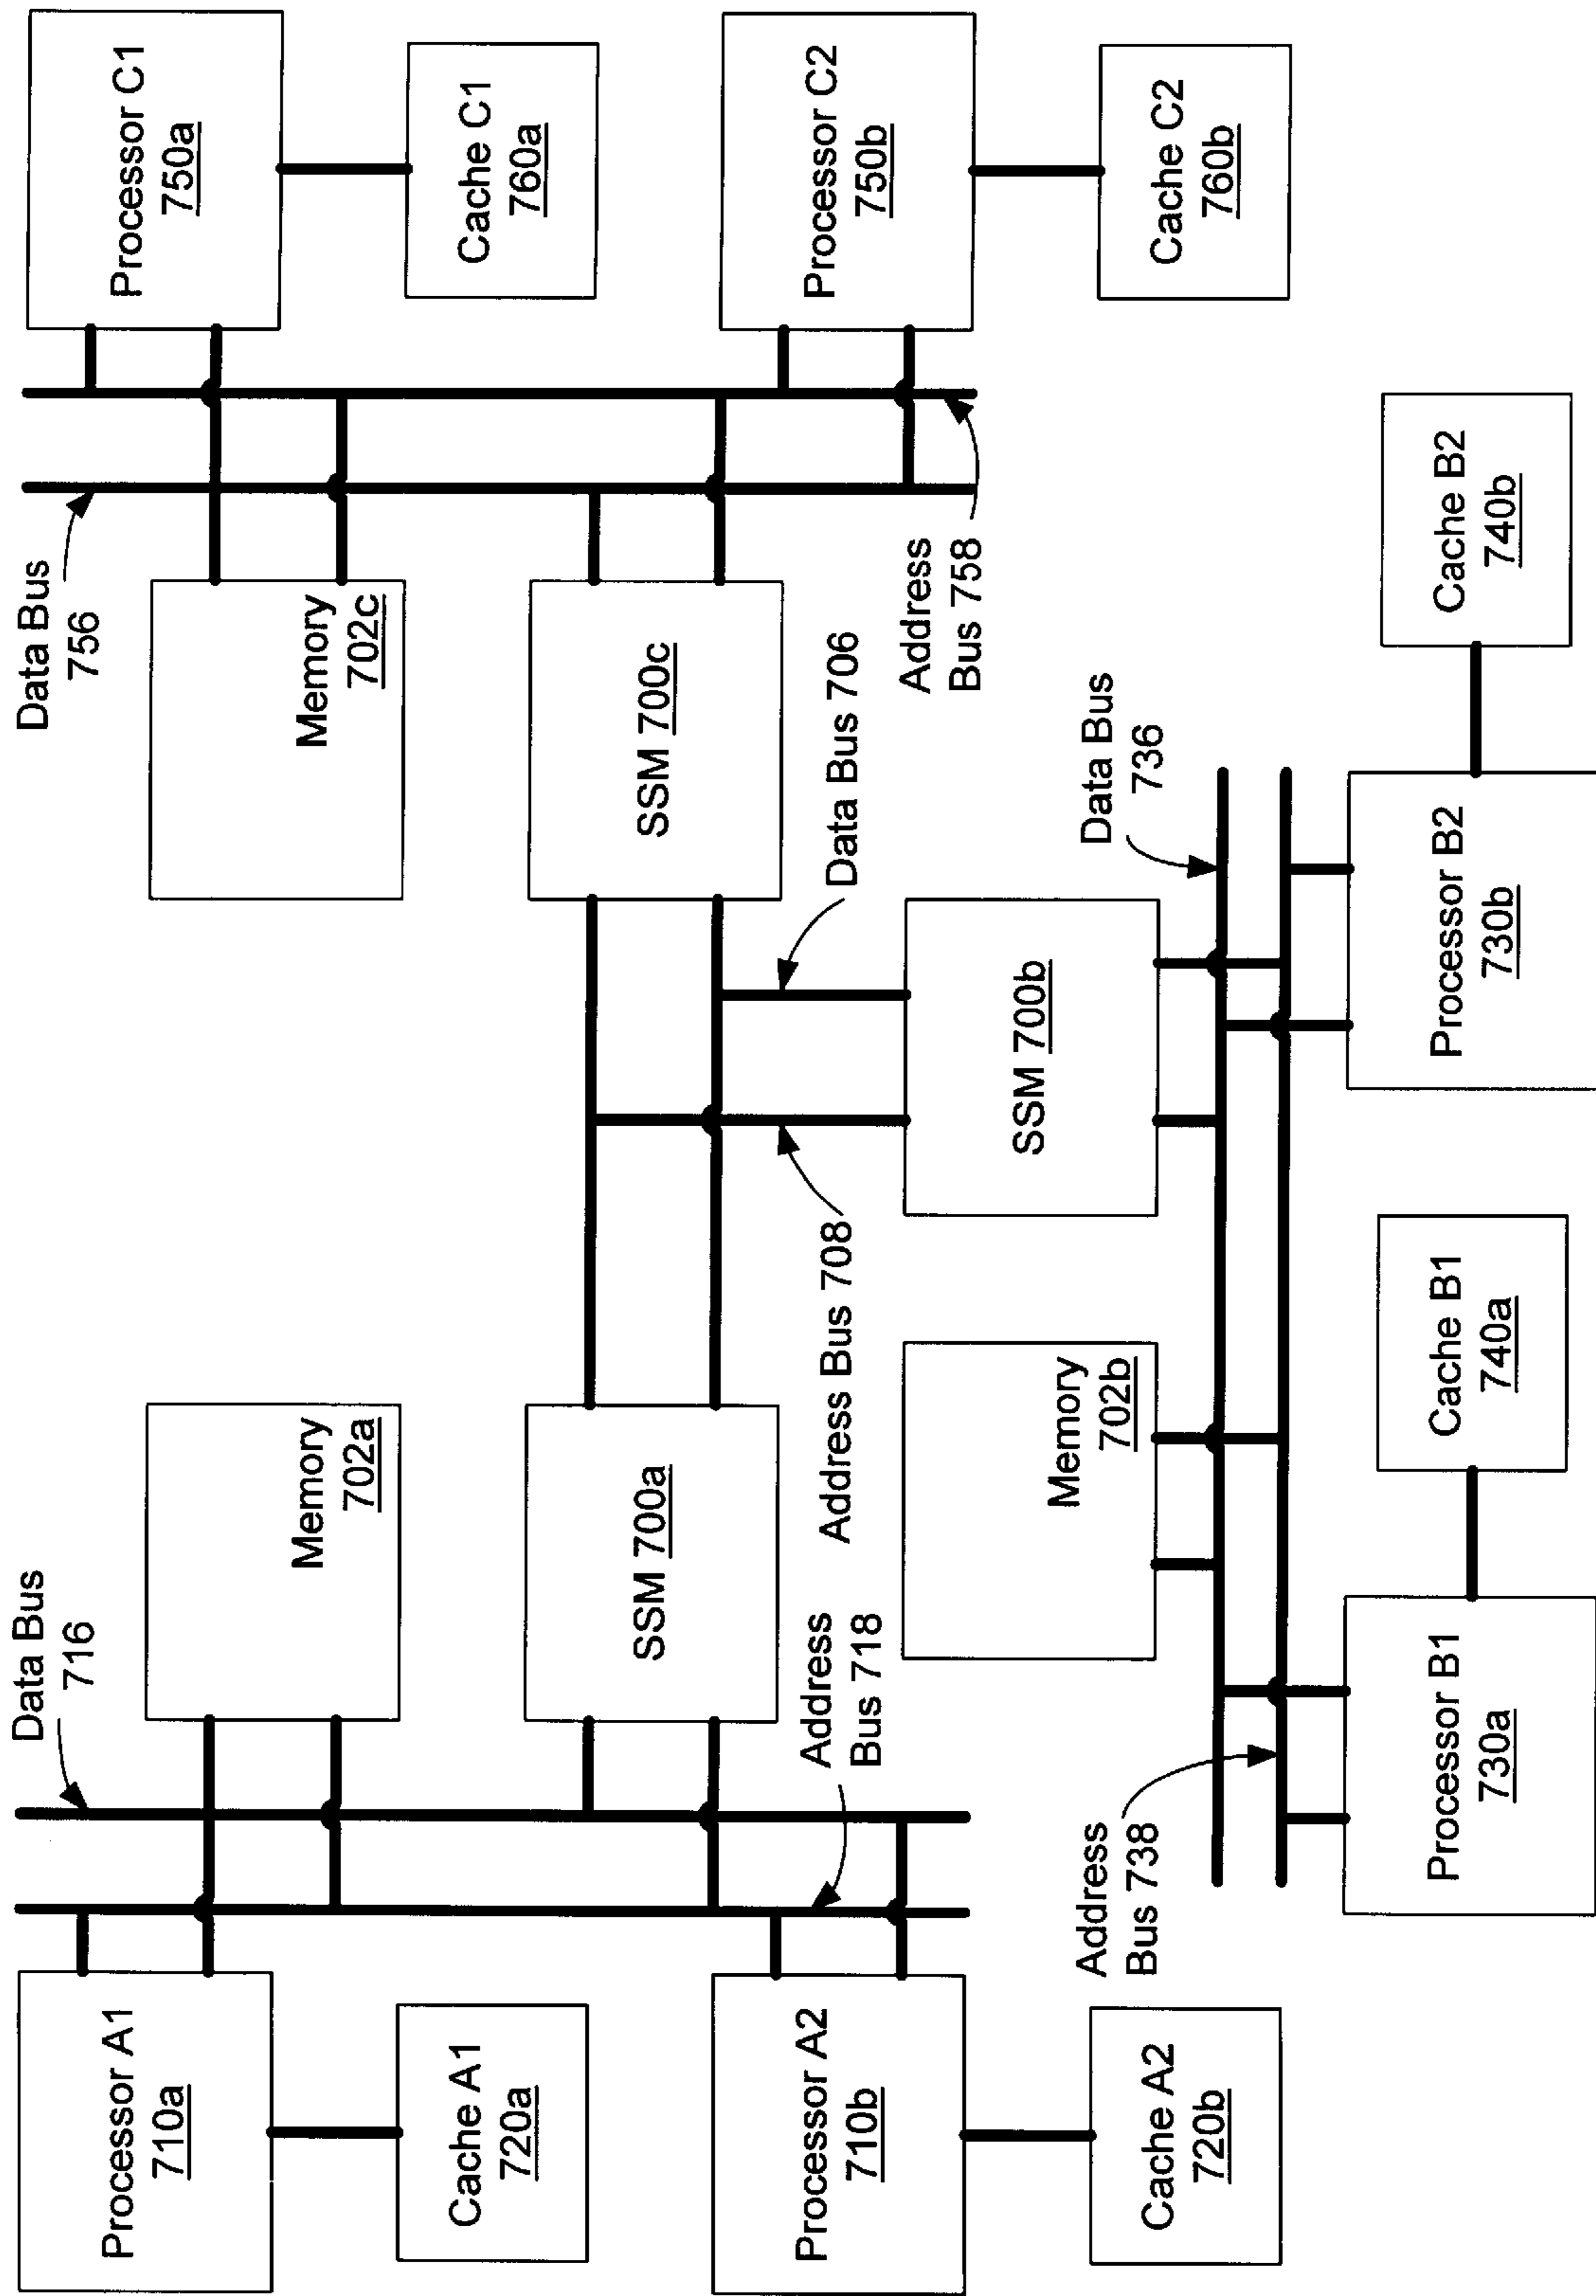 Processor A1
710a
Cache A1
720a
Processor A2
710b
Cache A2
720b
Data Bus
716
Address
Bus 718
Memory
702a
SSM 700a
Address Bus 708
Data Bus 706
Memory
702b
SSM 700b
Address
Bus 738
Data Bus
736
Processor B1
730a
Cache B1
740a
Processor B2
730b
Cache B2
740b
Data Bus
756
Memory
702c
SSM 700c
Address
Bus 758
Processor C1
750a
Cache C1
760a
Processor C2
750b
Cache C2
760b